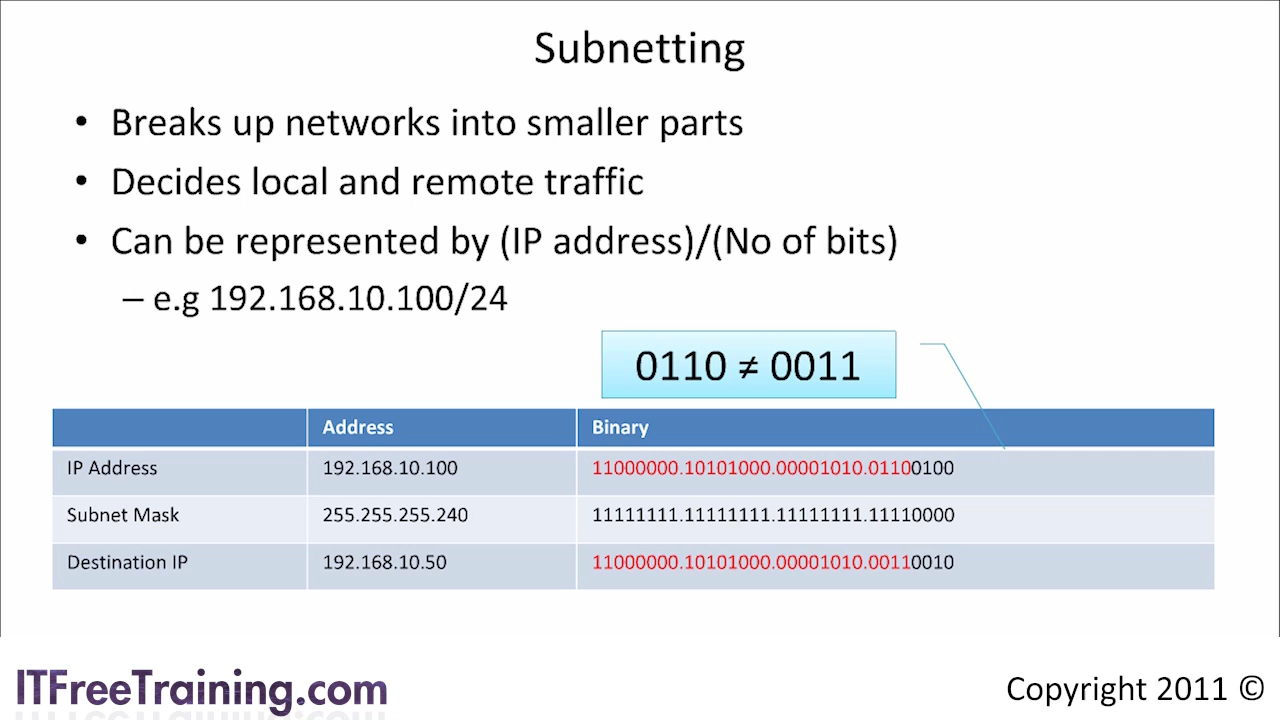 Subnetting
• Breaks up networks into smaller parts
• Decides local and remote traffic
• Can be represented by (IP address)/(No of bits)
– e.g 192.168.10.100/24
0110 ≠ 0011
Address Binary
IP Address 192.168.10.100 11000000.10101000.00001010.01100100
Subnet Mask 255.255.255.240 11111111.11111111.11111111.11110000
Destination IP 192.168.10.50 11000000.10101000.00001010.00110010
ITFreeTraining.com
Copyright 2011 ©